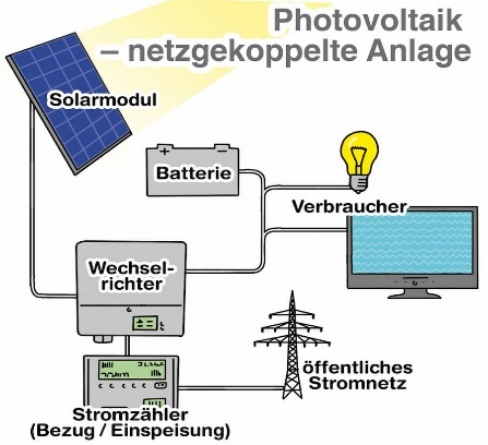 Photovoltaik
– netzgekoppelte Anlage
Solarmodul
+ –
Batterie
Verbraucher
Wechsel-
richter
öffentliches
Stromnetz
Stromzähler
(Bezug / Einspeisung)